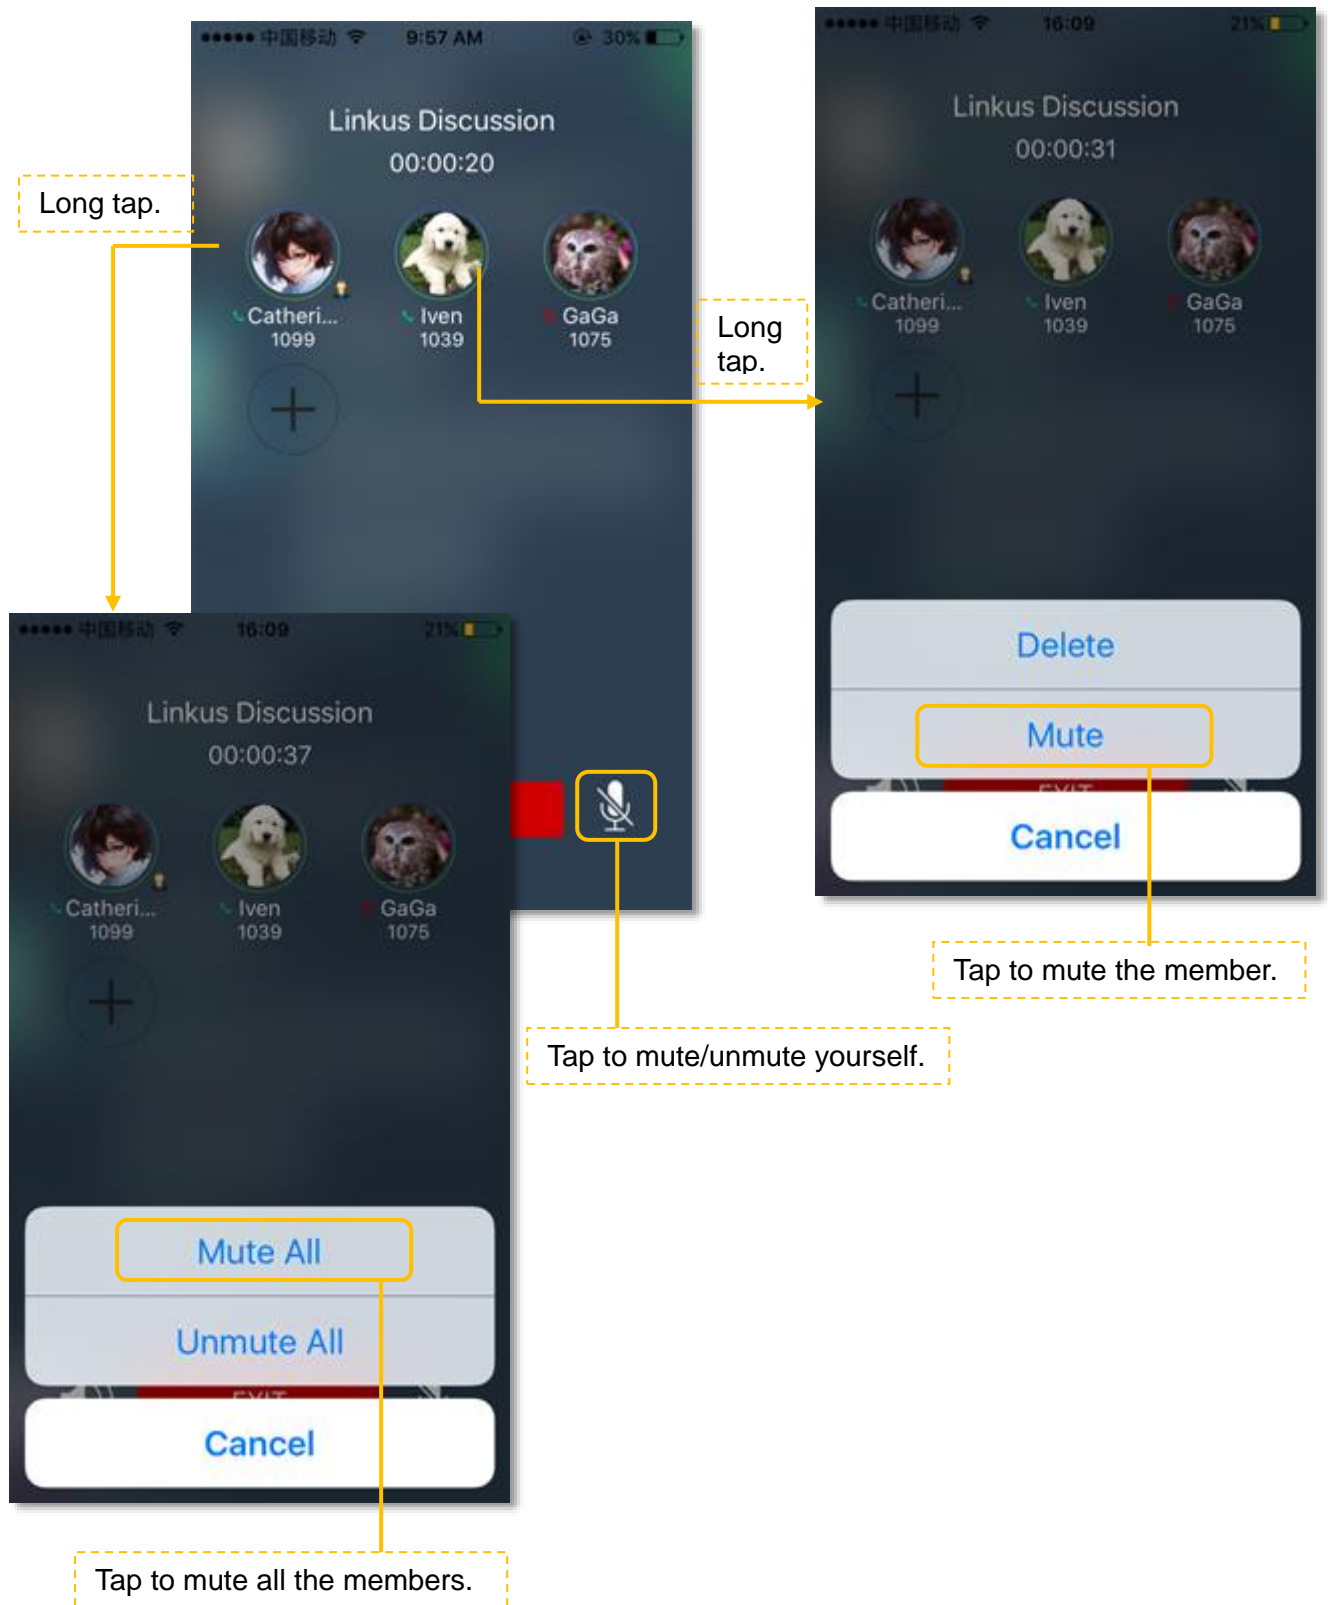 中国移动 9:57 AM 30%
Linkus Discussion
00:00:20
Catheri... Iven GaGa
1099 1039 1075
Long tap.
Long
tap.
中国移动 16:09 21%
Linkus Discussion
00:00:31
Catheri... Iven GaGa
1099 1039 1075
Delete
Mute
EXIT
Cancel
Tap to mute the member.
Tap to mute/unmute yourself.
中国移动 16:09 21%
Linkus Discussion
00:00:37
Catheri... Iven GaGa
1099 1039 1075
Mute All
Unmute All
EXIT
Cancel
Tap to mute all the members.